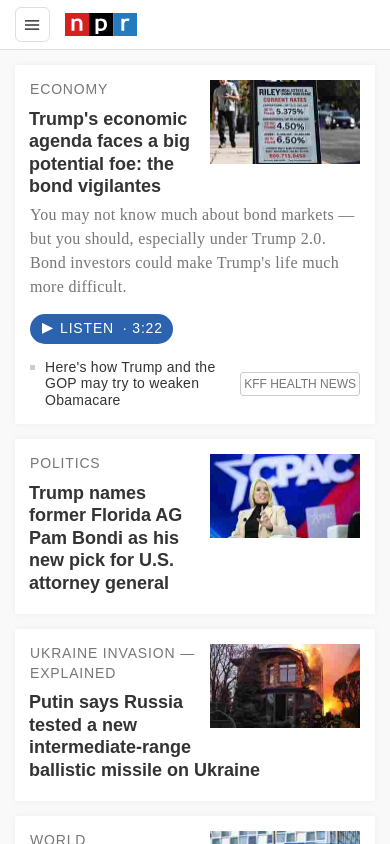 npr
ECONOMY
Trump's economic
agenda faces a big
potential foe: the
bond vigilantes
RILEY
CURRENT RATES
5.375%
4.50%
6.50%
You may not know much about bond markets —
but you should, especially under Trump 2.0.
Bond investors could make Trump's life much
more difficult.
LISTEN · 3:22
Here's how Trump and the
GOP may try to weaken
Obamacare
KFF HEALTH NEWS
POLITICS
Trump names
former Florida AG
Pam Bondi as his
new pick for U.S.
attorney general
CPAC
UKRAINE INVASION —
EXPLAINED
Putin says Russia
tested a new
intermediate-range
ballistic missile on Ukraine
WORLD